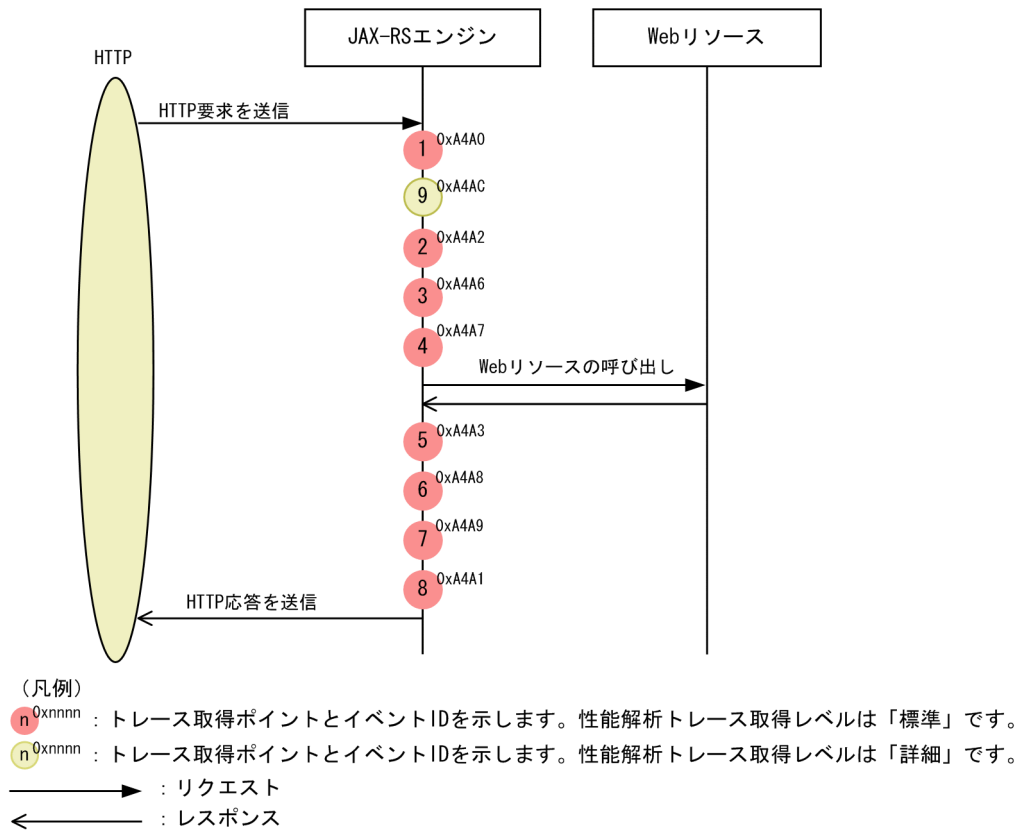 JAX-RSエンジン
Webリソース
HTTP
HTTP要求を送信
1 0xA4A0
9 0xA4AC
2 0xA4A2
3 0xA4A6
4 0xA4A7
Webリソースの呼び出し
5 0xA4A3
6 0xA4A8
7 0xA4A9
8 0xA4A1
HTTP応答を送信
（凡例）
n 0xnnnn ：トレース取得ポイントとイベントIDを示します。性能解析トレース取得レベルは「標準」です。
n 0xnnnn ：トレース取得ポイントとイベントIDを示します。性能解析トレース取得レベルは「詳細」です。
：リクエスト
：レスポンス